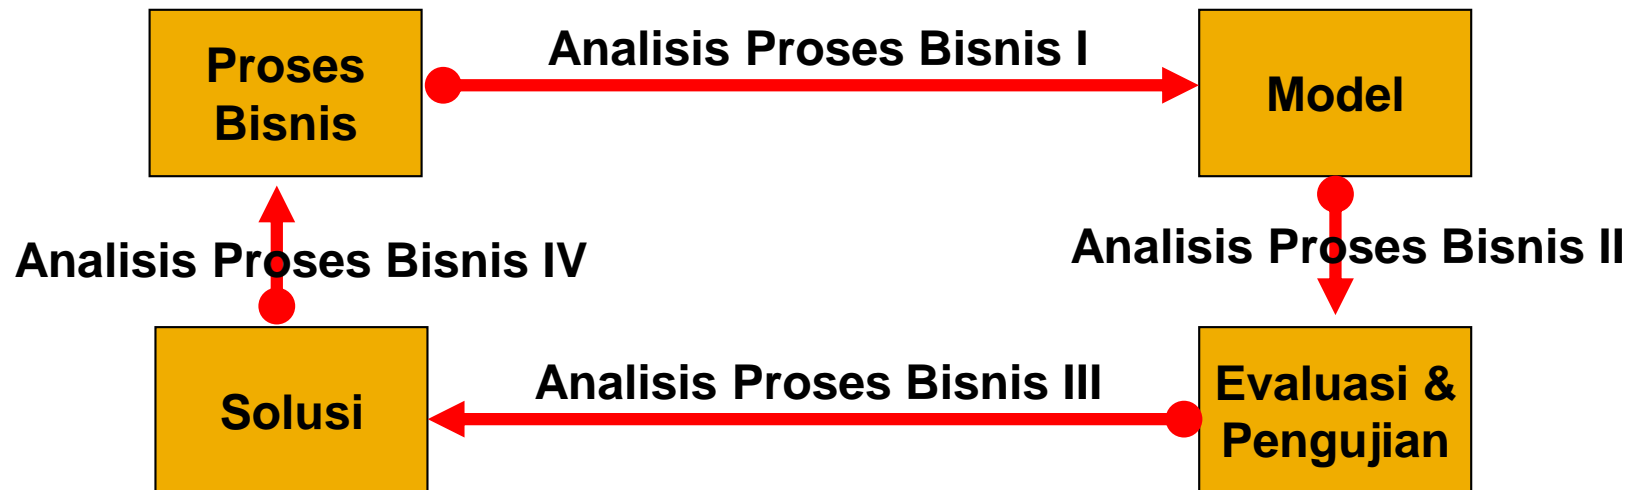 Proses
Bisnis
Analisis Proses Bisnis I
Model
Analisis Proses Bisnis II
Analisis Proses Bisnis IV
Solusi
Analisis Proses Bisnis III
Evaluasi &
Pengujian